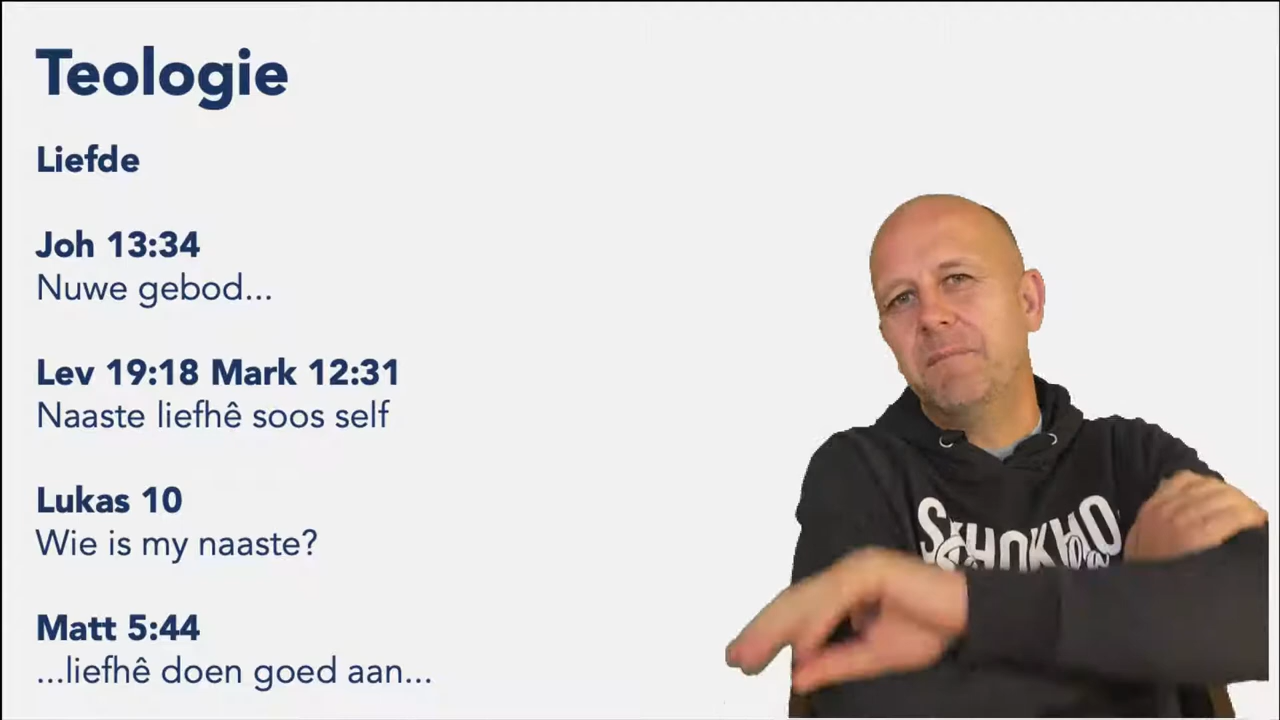 Teologie
Liefde
Joh 13:34
Nuwe gebod...
Lev 19:18 Mark 12:31
Naaste liefhê soos self
Lukas 10
Wie is my naaste?
Matt 5:44
...liefhê doen goed aan...